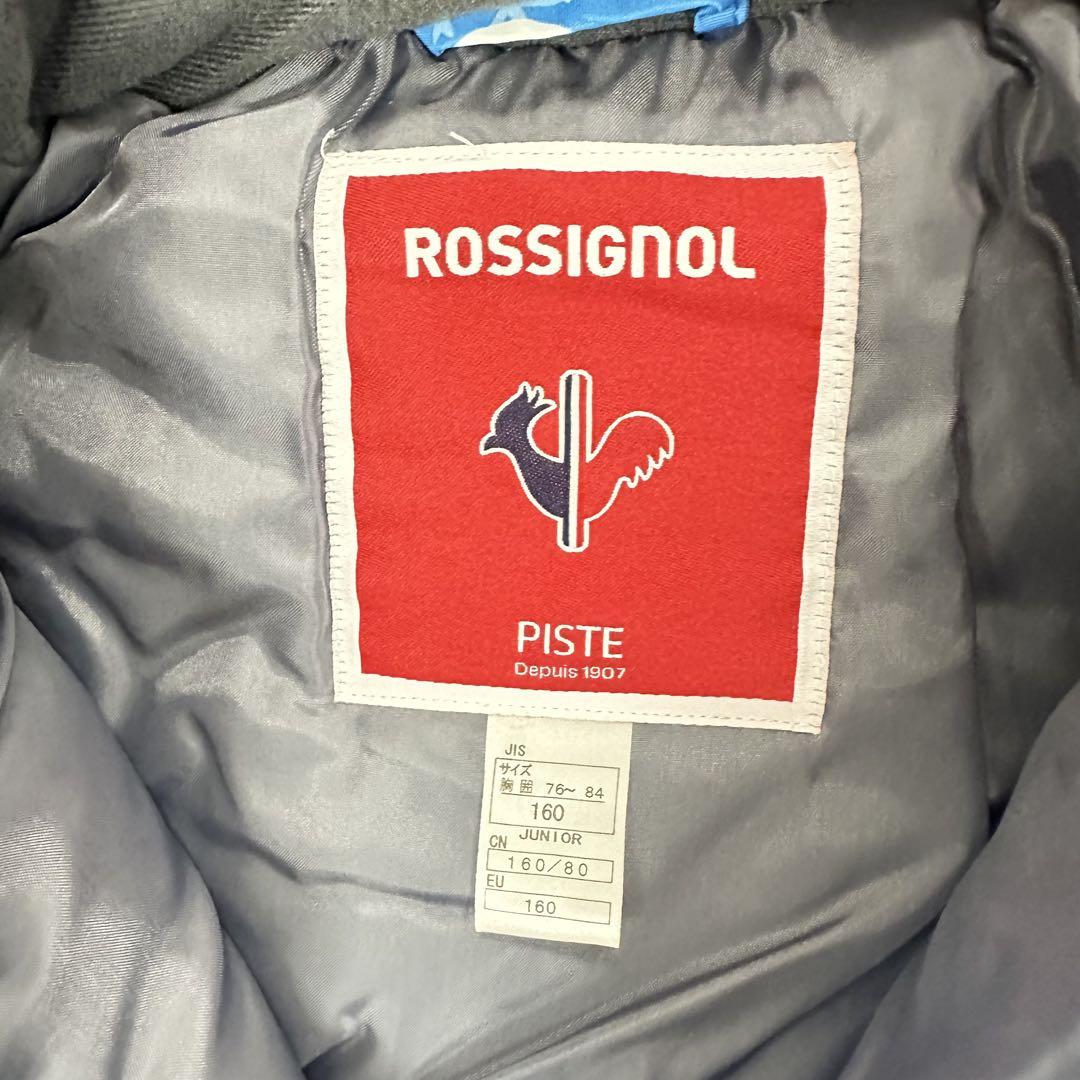 ROSSIGNOL
PISTE
Depuis 1907
JIS
サイズ
胸囲 76~ 84
160
JUNIOR
CN
160/80
EU
160